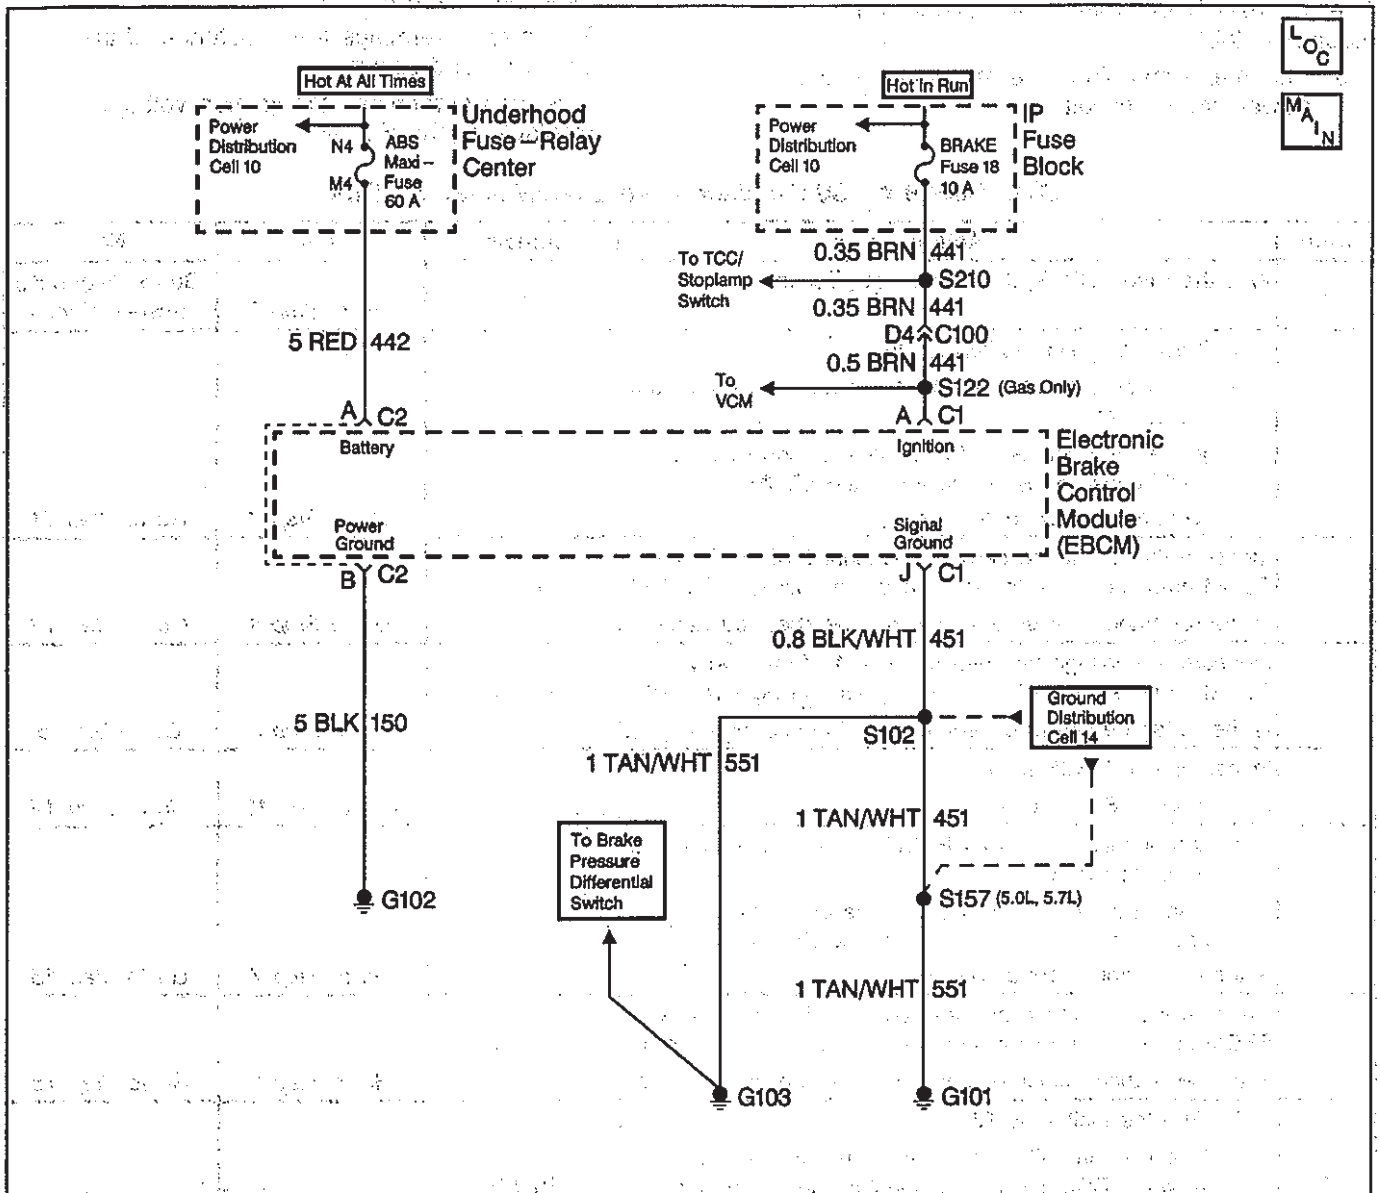 L
O
C
Hot At All Times
Hot In Run
M
A
I
N
Power
Distribution
Cell 10
N4
M4
ABS
Maxi–
Fuse
60 A
Underhood
Fuse–Relay
Center
Power
Distribution
Cell 10
BRAKE
Fuse 18
10 A
IP
Fuse
Block
0.35 BRN 441
To TCC/
Stoplamp
Switch
S210
0.35 BRN 441
D4 C100
5 RED 442
0.5 BRN 441
To
VCM
S122 (Gas Only)
A C2
A C1
Battery
Ignition
Electronic
Brake
Control
Module
(EBCM)
Power
Ground
Signal
Ground
B C2
J C1
0.8 BLK/WHT 451
5 BLK 150
S102
Ground
Distribution
Cell 14
1 TAN/WHT 551
1 TAN/WHT 451
To Brake
Pressure
Differential
Switch
G102
S157 (5.0L, 5.7L)
1 TAN/WHT 551
G103
G101